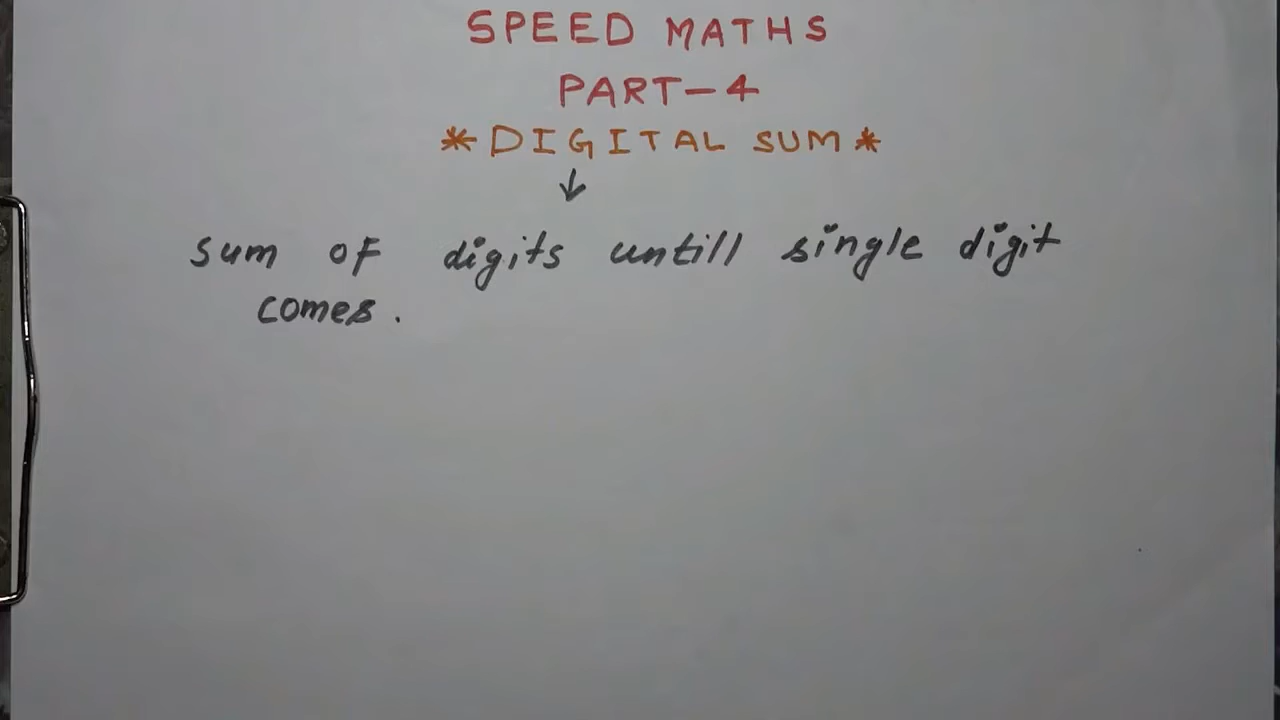 SPEED MATHS
PART-4
*DIGITAL SUM*
sum of digits untill single digit
comes.